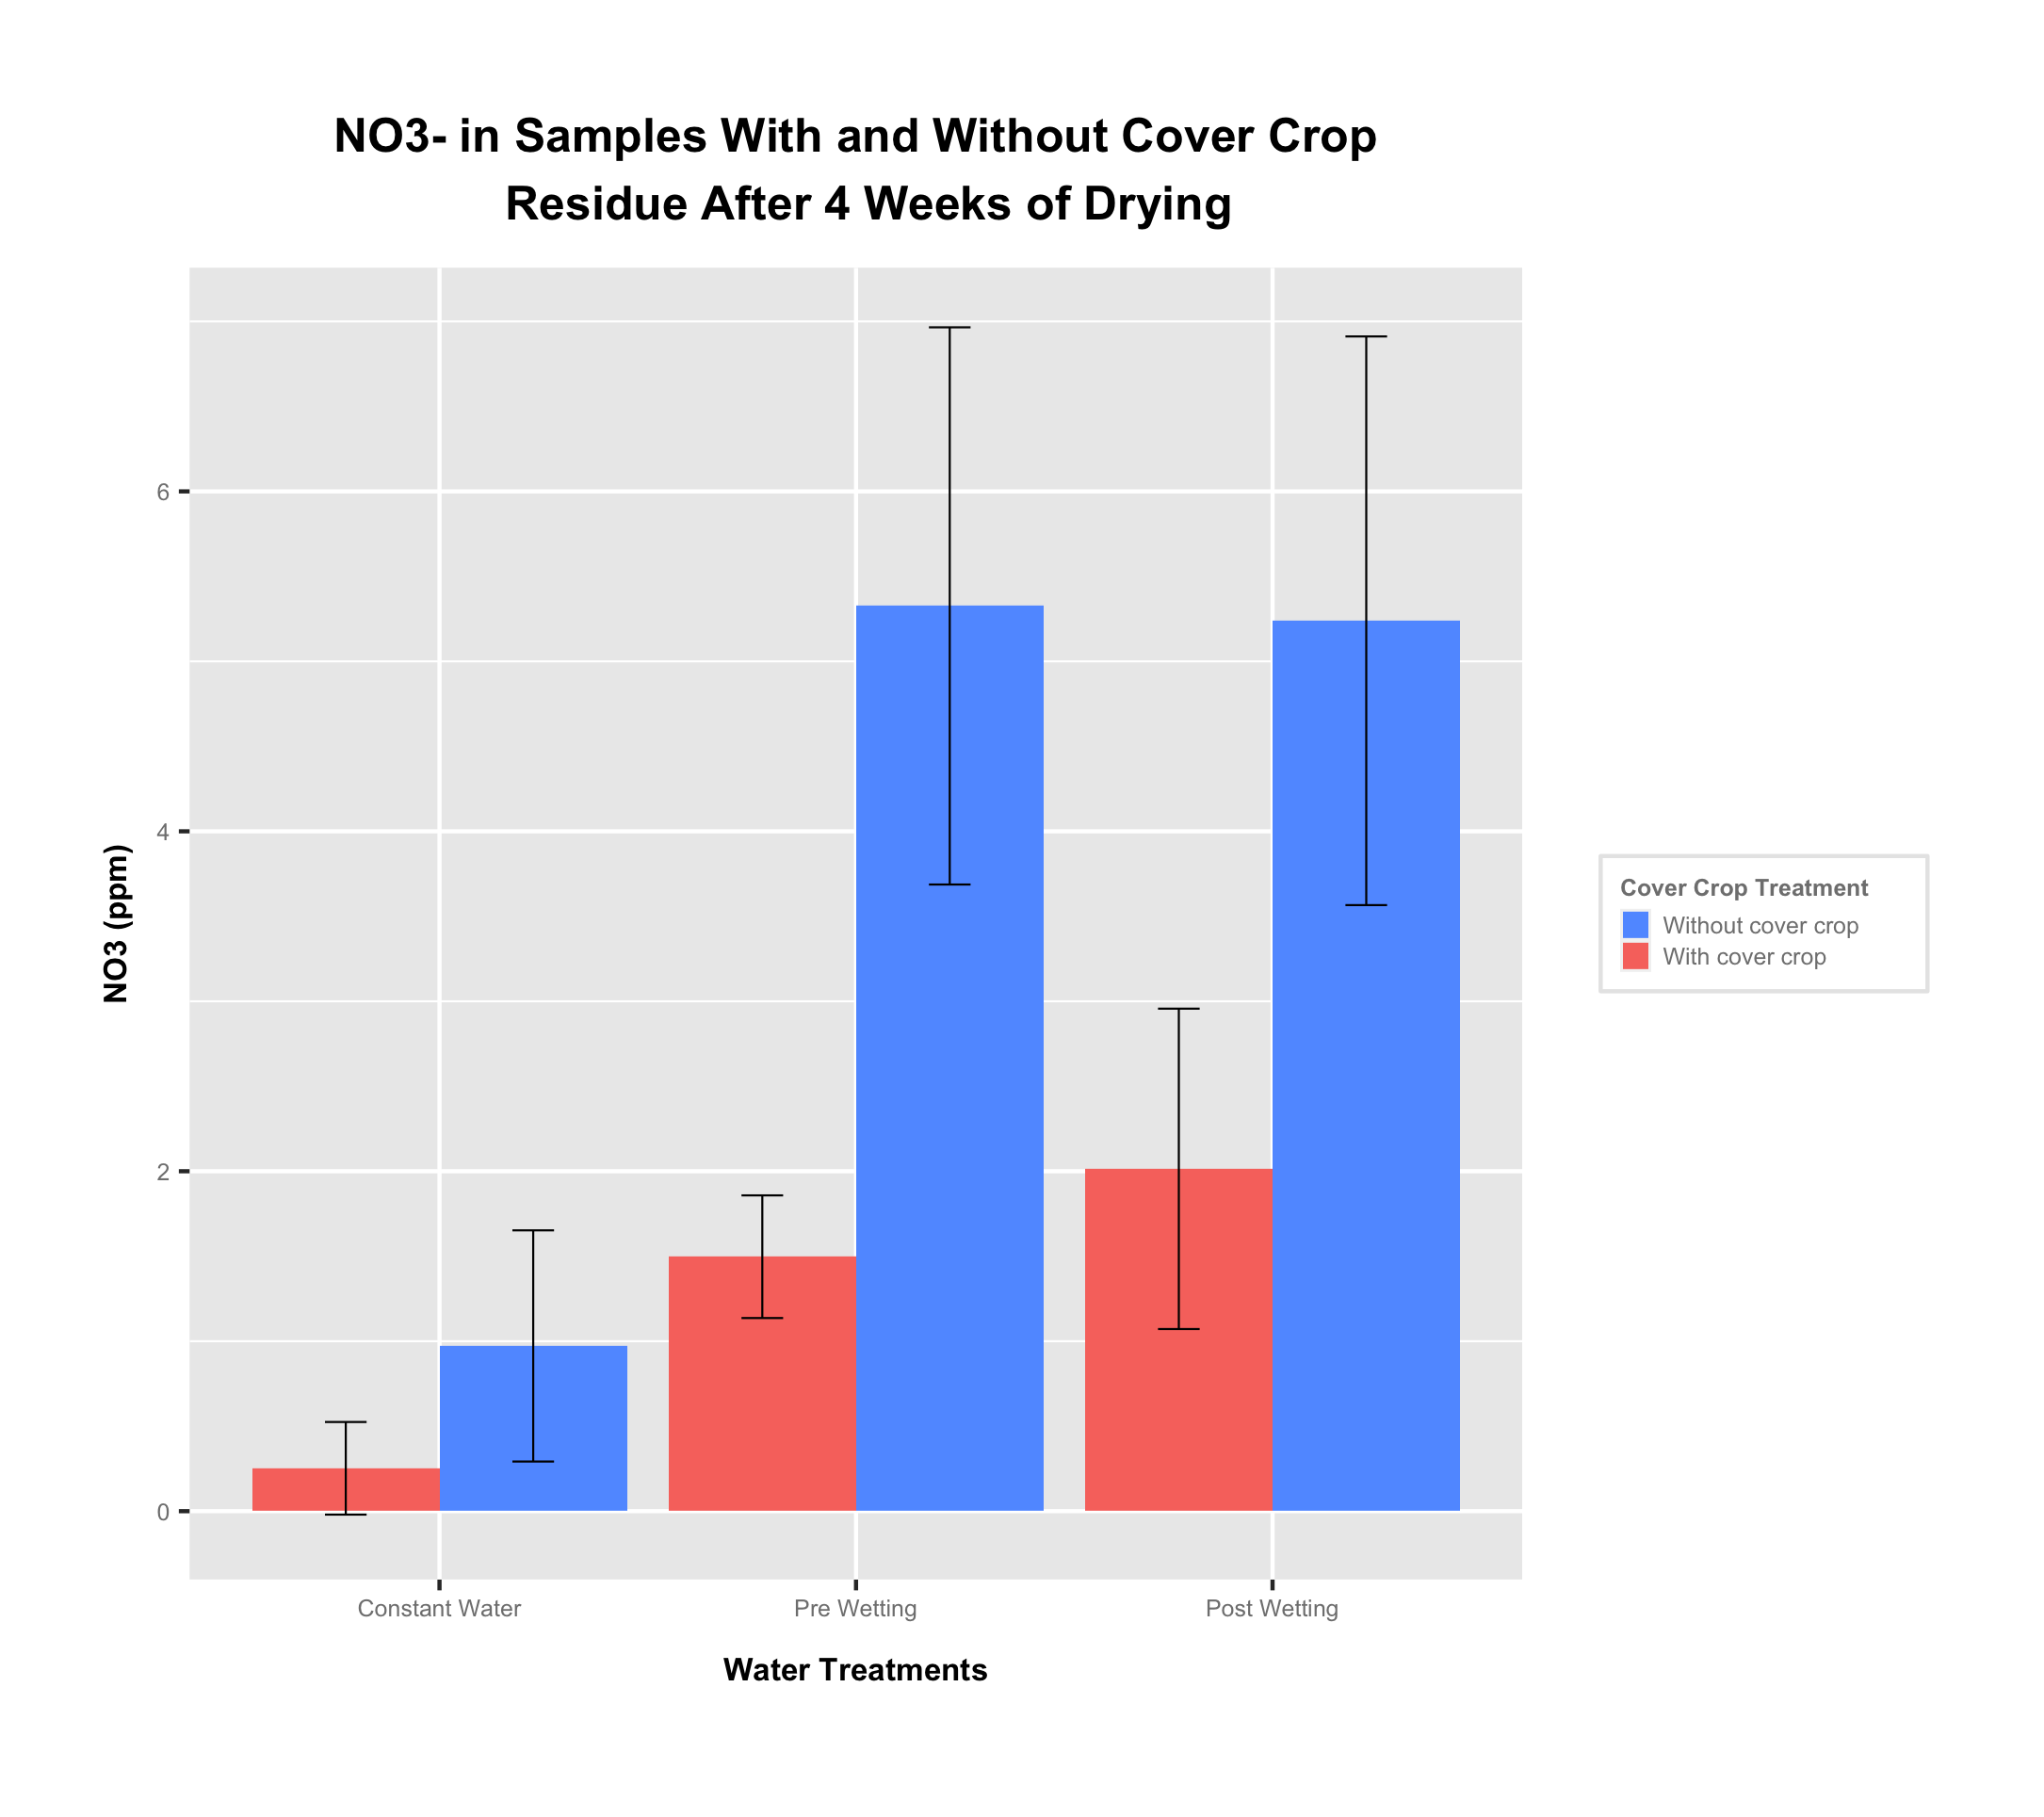 NO3- in Samples With and Without Cover Crop
Residue After 4 Weeks of Drying
NO3 (ppm)
6
4
2
0
Constant Water
Pre Wetting
Post Wetting
Water Treatments
Cover Crop Treatment
Without cover crop
With cover crop